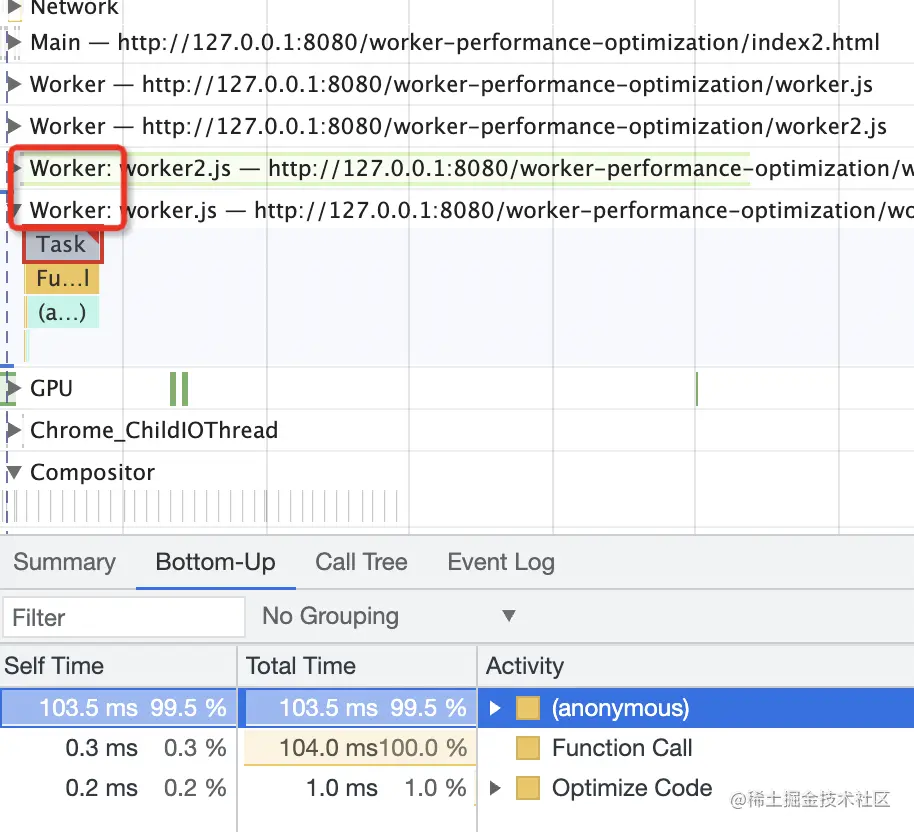 Network
Main — http://127.0.0.1:8080/worker-performance-optimization/index2.html
Worker — http://127.0.0.1:8080/worker-performance-optimization/worker.js
Worker — http://127.0.0.1:8080/worker-performance-optimization/worker2.js
Worker: worker2.js — http://127.0.0.1:8080/worker-performance-optimization/w
Worker: worker.js — http://127.0.0.1:8080/worker-performance-optimization/wo
Task
Fu...l
(a...)
GPU
Chrome_ChildIOThread
Compositor
Summary Bottom-Up Call Tree Event Log
Filter No Grouping
Self Time Total Time Activity
103.5 ms 99.5 % 103.5 ms 99.5 % (anonymous)
0.3 ms 0.3 % 104.0 ms 100.0 % Function Call
0.2 ms 0.2 % 1.0 ms 1.0 % Optimize Code
@稀土掘金技术社区